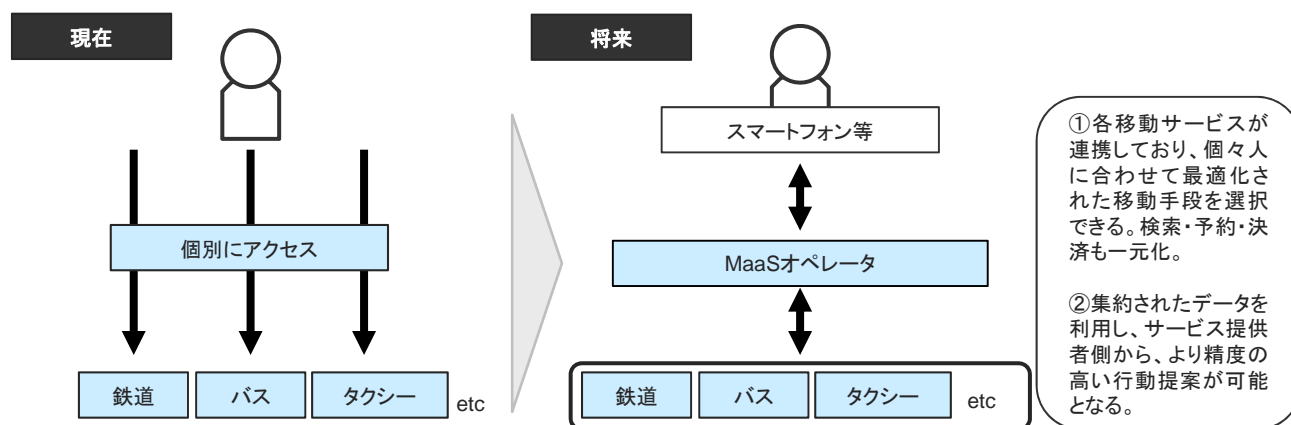 現在
個別にアクセス
鉄道
バス
タクシー
etc
将来
スマートフォン等
MaaSオペレータ
鉄道
バス
タクシー
etc
①各移動サービスが
連携しており、個々人
に合わせて最適化さ
れた移動手段を選択
できる。検索・予約・決
済も一元化。
②集約されたデータを
利用し、サービス提供
者側から、より精度の
高い行動提案が可能
となる。